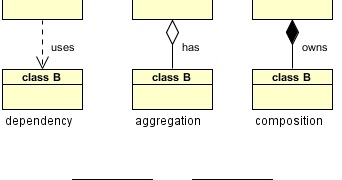 uses
has
owns
class B
class B
class B
dependency
aggregation
composition